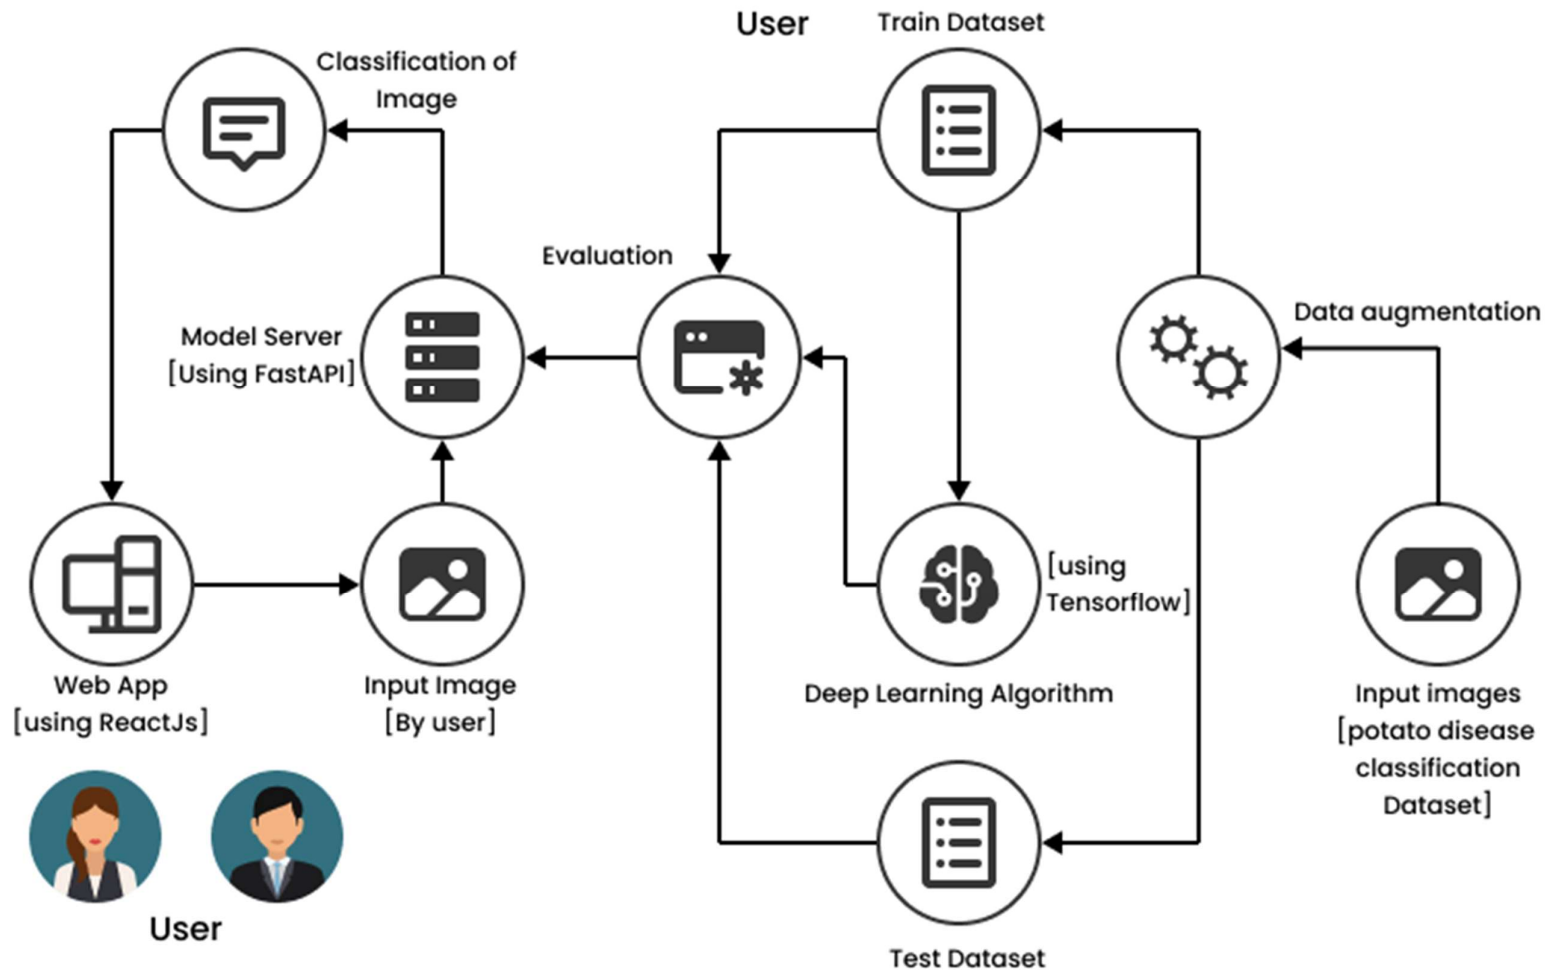 User
Train Dataset
Classification of
Image
Evaluation
Data augmentation
Model Server
[Using FastAPI]
[using
Tensorflow]
Web App
[using ReactJs]
Input Image
[By user]
Deep Learning Algorithm
Input images
[potato disease
classification
Dataset]
User
Test Dataset